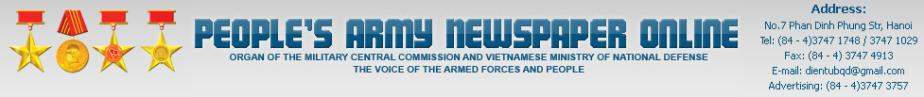 PEOPLE'S ARMY NEWSPAPER ONLINE
ORGAN OF THE MILITARY CENTRAL COMMISSION AND VIETNAMESE MINISTRY OF NATIONAL DEFENSE
THE VOICE OF THE ARMED FORCES AND PEOPLE
Address:
No.7 Phan Dinh Phung Str, Hanoi
Tel: (84 - 4)3747 1748 / 3747 1029
Fax: (84 - 4) 3747 4913
E-mail: dientubqd@gmail.com
Advertising: (84 - 4)3747 3757